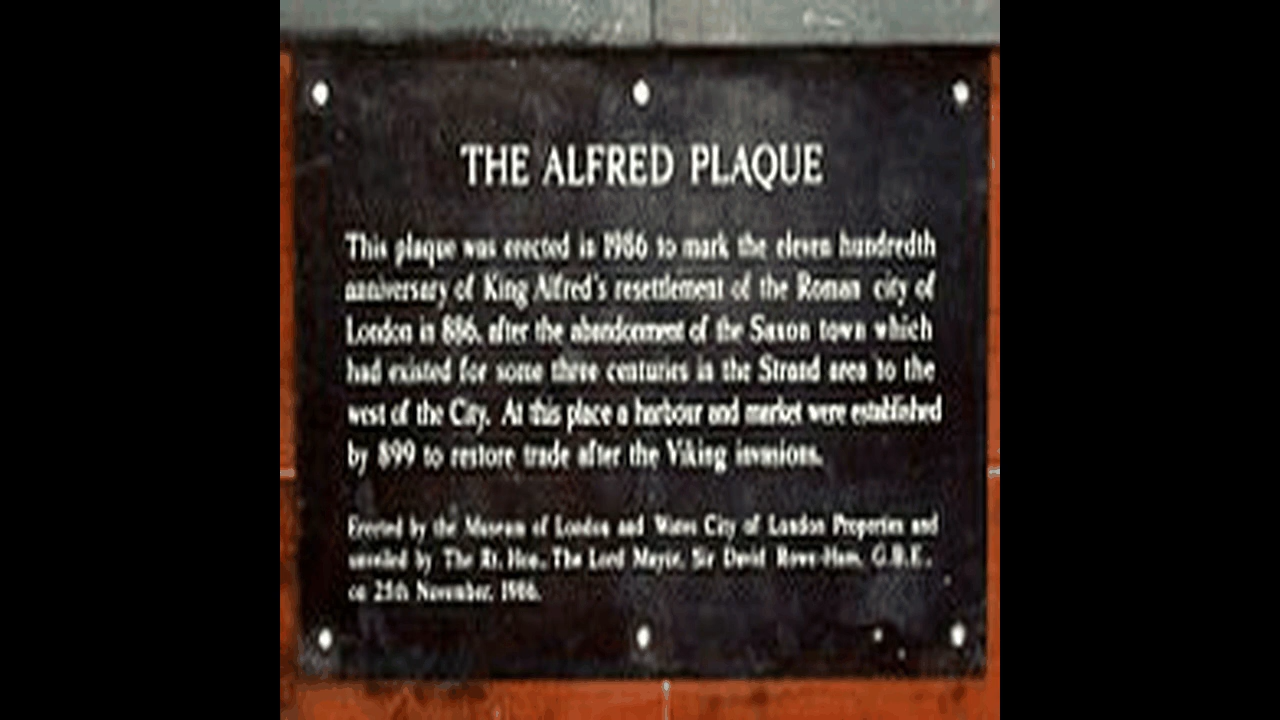 THE ALFRED PLAQUE
This plaque was erected in 1986 to mark the eleven hundredth
anniversary of King Alfred's resettlement of the Roman city of
London in 886, after the abandonment of the Saxon town which
had existed for some three centuries in the Strand area to the
west of the City. At this place a harbour and market were established
by 899 to restore trade after the Viking invasions.
Erected by the Museum of London and Wates City of London Properties and
unveiled by The Rt. Hon. The Lord Mayor, Sir David Rowe-Ham, G.B.E.,
on 25th November, 1986.